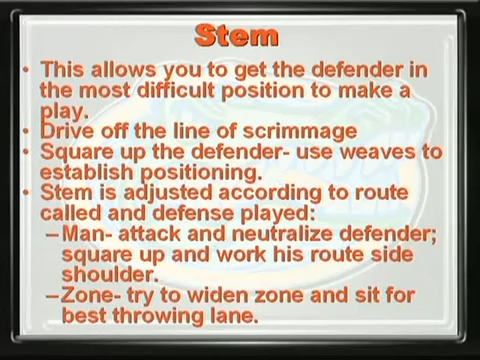 Stem
• This allows you to get the defender in
the most difficult position to make a
play.
• Drive off the line of scrimmage
• Square up the defender- use weaves to
establish positioning.
• Stem is adjusted according to route
called and defense played:
–Man- attack and neutralize defender;
square up and work his route side
shoulder.
–Zone- try to widen zone and sit for
best throwing lane.